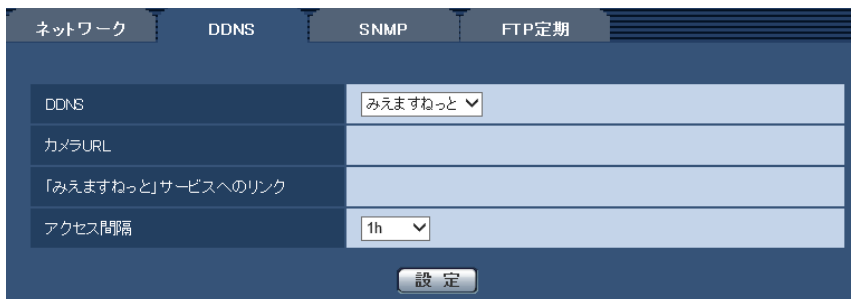 ネットワーク DDNS SNMP FTP定期
DDNS みえますねっと
カメラURL
「みえますねっと」サービスへのリンク
アクセス間隔 1h
設 定